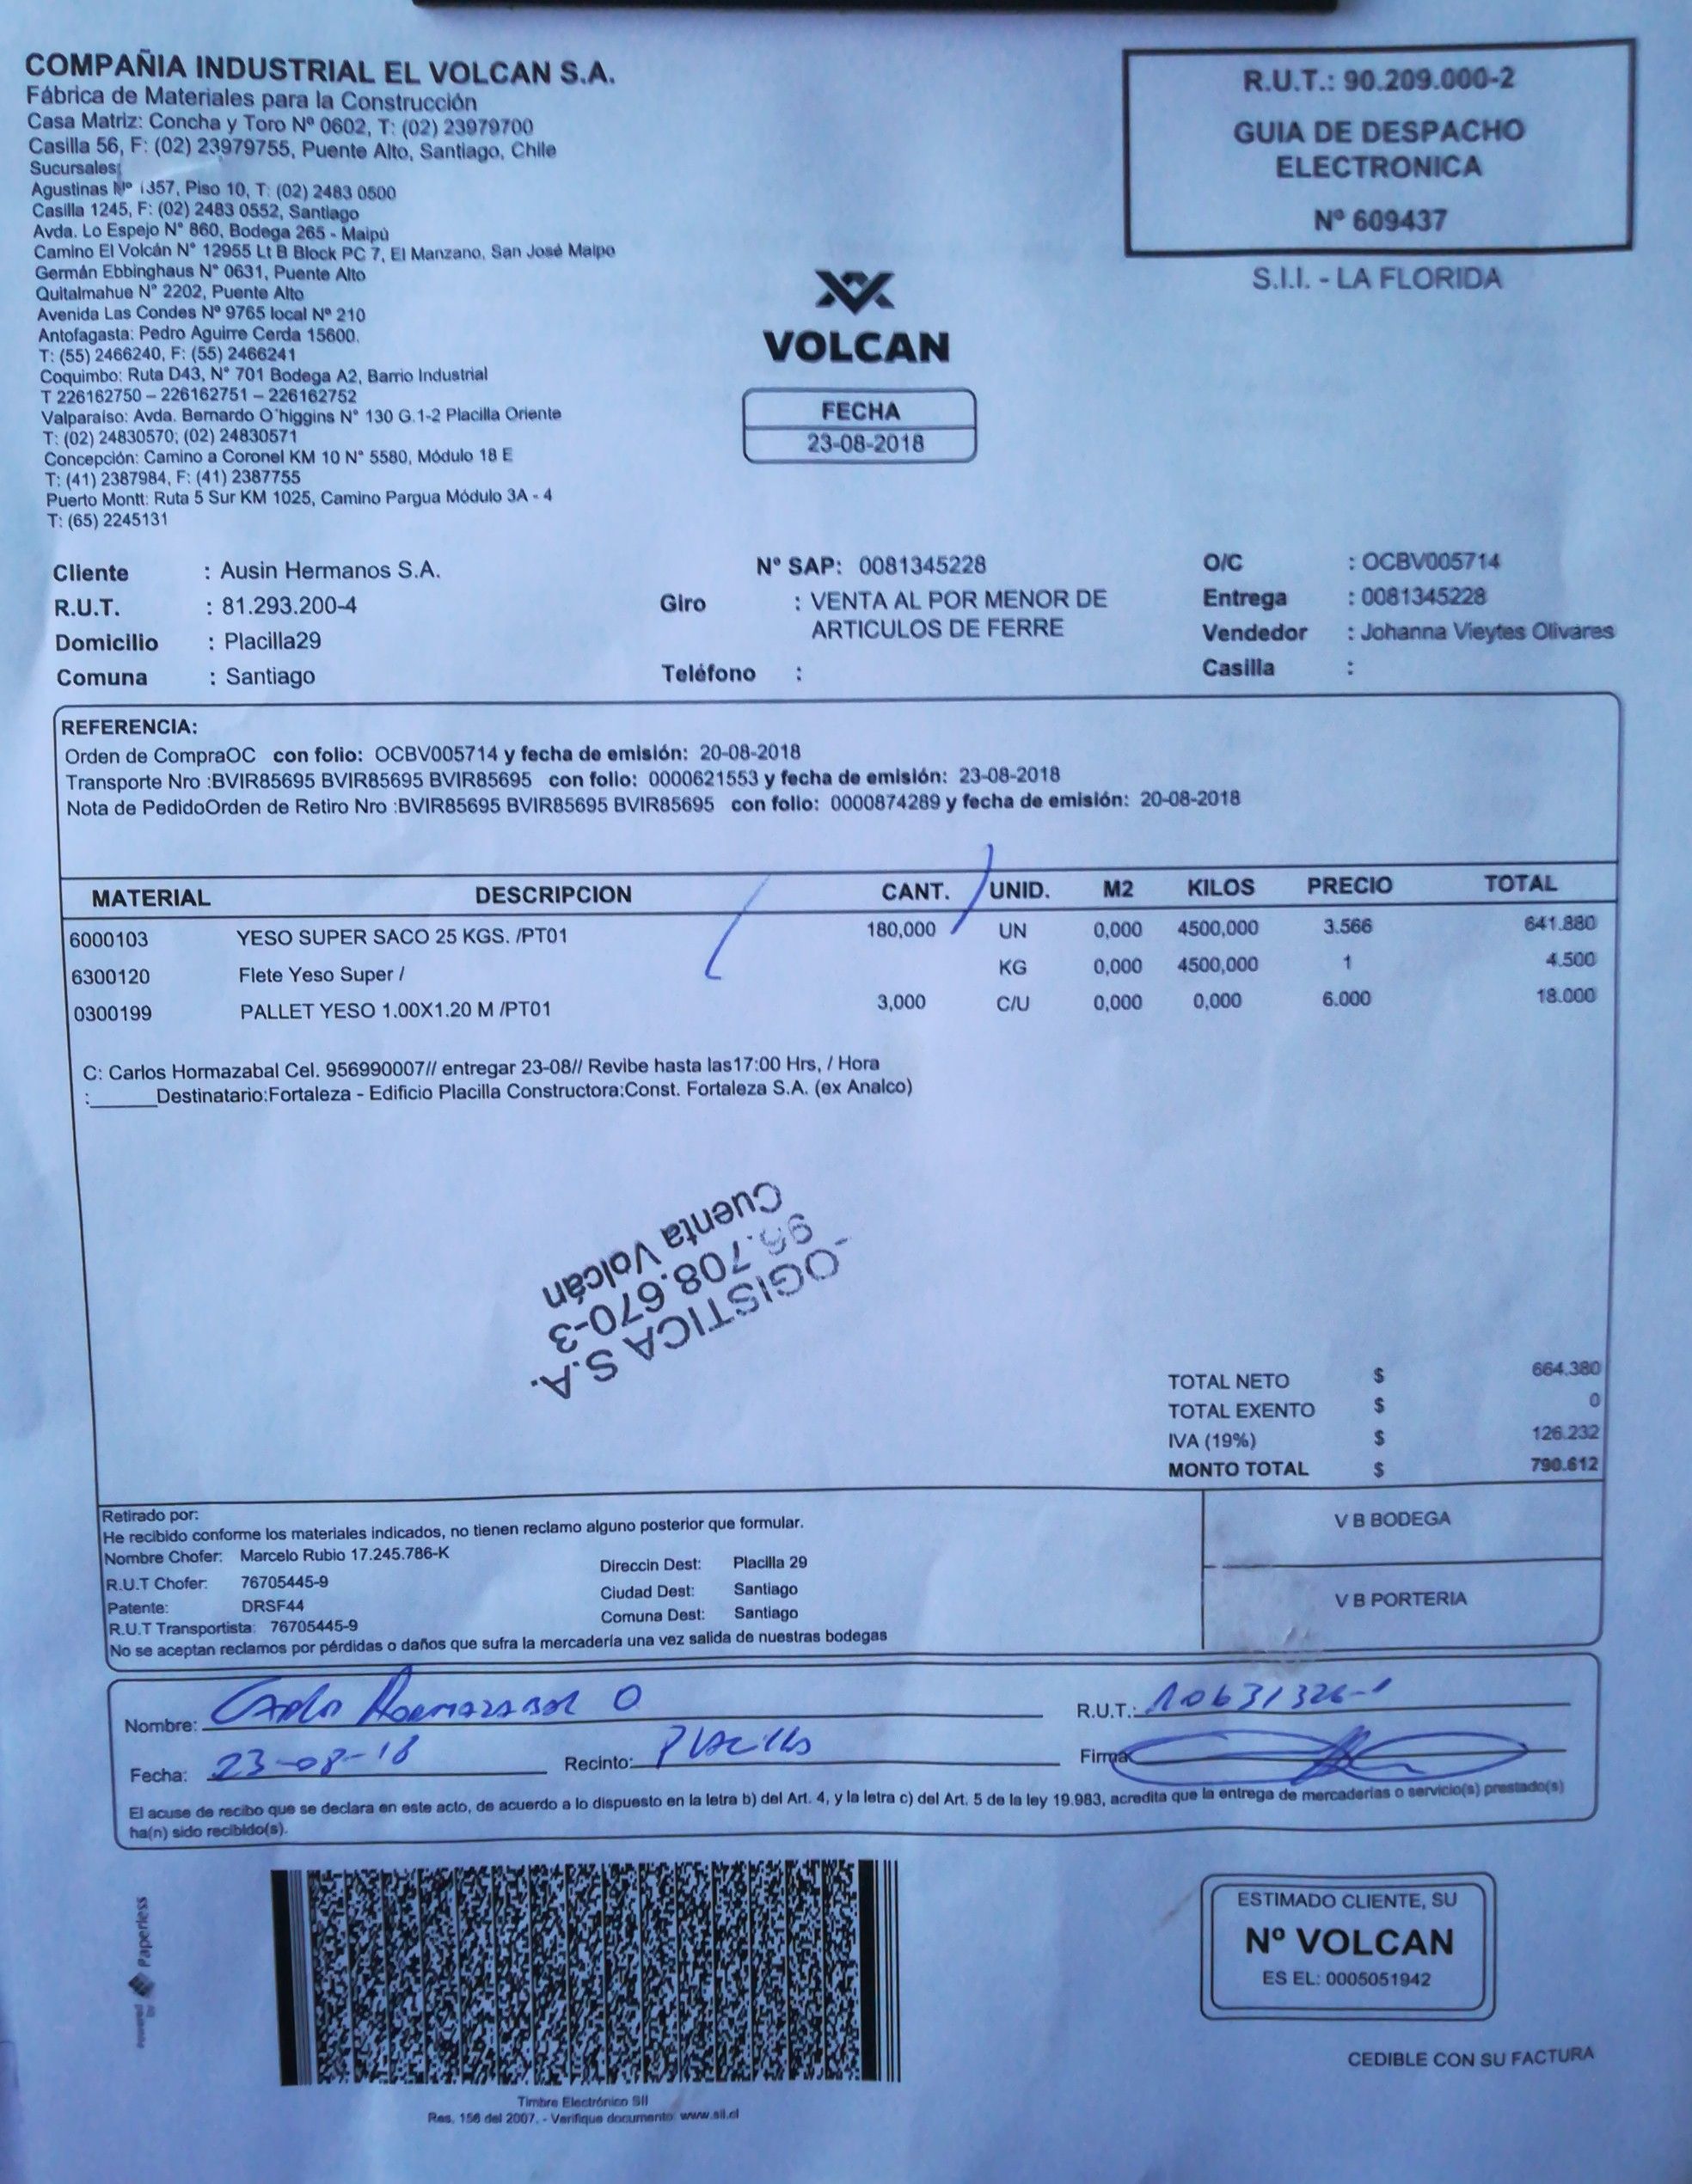 COMPAÑIA INDUSTRIAL EL VOLCAN S.A.
Fábrica de Materiales para la Construcción
Casa Matriz: Concha y Toro Nº 0602, T: (02) 23979700
Casilla 56, F: (02) 23979755, Puente Alto, Santiago, Chile
Sucursales:
Agustinas Nº 1357, Piso 10, T: (02) 2483 0500
Casilla 1245, F: (02) 2483 0552, Santiago
Avda. Lo Espejo N° 860, Bodega 265 - Maipú
Camino El Volcán N° 12955 Lt B Block PC 7, El Manzano, San José Maipo
Germán Ebbinghaus N° 0631, Puente Alto
Quitalmahue N° 2202, Puente Alto
Avenida Las Condes Nº 9765 local Nº 210
Antofagasta: Pedro Aguirre Cerda 15600.
T: (55) 2466240, F: (55) 2466241
Coquimbo: Ruta D43, N° 701 Bodega A2, Barrio Industrial
T 226162750 – 226162751 – 226162752
Valparaíso: Avda. Bernardo O´higgins N° 130 G.1-2 Placilla Oriente
T: (02) 24830570; (02) 24830571
Concepción: Camino a Coronel KM 10 N° 5580, Módulo 18 E
T: (41) 2387984, F: (41) 2387755
Puerto Montt: Ruta 5 Sur KM 1025, Camino Pargua Módulo 3A - 4
T: (65) 2245131
R.U.T.: 90.209.000-2
GUIA DE DESPACHO
ELECTRONICA
Nº 609437
S.I.I. - LA FLORIDA
VOLCAN
FECHA
23-08-2018
Cliente : Ausin Hermanos S.A. N° SAP: 0081345228 O/C : OCBV005714
R.U.T. : 81.293.200-4 Giro : VENTA AL POR MENOR DE Entrega : 0081345228
ARTICULOS DE FERRE
Domicilio : Placilla29 Vendedor : Johanna Vieytes Olivares
Comuna : Santiago Teléfono : Casilla :
REFERENCIA:
Orden de CompraOC con folio: OCBV005714 y fecha de emisión: 20-08-2018
Transporte Nro :BVIR85695 BVIR85695 BVIR85695 con folio: 0000621553 y fecha de emisión: 23-08-2018
Nota de PedidoOrden de Retiro Nro :BVIR85695 BVIR85695 BVIR85695 con folio: 0000874289 y fecha de emisión: 20-08-2018
MATERIAL DESCRIPCION CANT. UNID. M2 KILOS PRECIO TOTAL
6000103 YESO SUPER SACO 25 KGS. /PT01 180,000 UN 0,000 4500,000 3.566 641.880
6300120 Flete Yeso Super / KG 0,000 4500,000 1 4.500
0300199 PALLET YESO 1.00X1.20 M /PT01 3,000 C/U 0,000 0,000 6.000 18.000
C: Carlos Hormazabal Cel. 956990007// entregar 23-08// Revibe hasta las17:00 Hrs, / Hora
:______Destinatario:Fortaleza - Edificio Placilla Constructora:Const. Fortaleza S.A. (ex Analco)
OGISTICA S.A.
96.708.670-3
Cuenta Volcán
TOTAL NETO $ 664.380
TOTAL EXENTO $ 0
IVA (19%) $ 126.232
MONTO TOTAL $ 790.612
Retirado por:
He recibido conforme los materiales indicados, no tienen reclamo alguno posterior que formular.
Nombre Chofer: Marcelo Rubio 17.245.786-K Direccin Dest: Placilla 29
R.U.T Chofer: 76705445-9 Ciudad Dest: Santiago
Patente: DRSF44 Comuna Dest: Santiago
R.U.T Transportista: 76705445-9
No se aceptan reclamos por pérdidas o daños que sufra la mercadería una vez salida de nuestras bodegas
V B BODEGA
V B PORTERIA
Nombre: Carlos Hormazabal O R.U.T.: 10631326-1
Fecha: 23-08-18 Recinto: Placilla Firma:
El acuse de recibo que se declara en este acto, de acuerdo a lo dispuesto en la letra b) del Art. 4, y la letra c) del Art. 5 de la ley 19.983, acredita que la entrega de mercaderías o servicio(s) prestado(s)
ha(n) sido recibido(s).
powered by Paperless
Timbre Electrónico SII
Res. 156 del 2007. - Verifique documento: www.sii.cl
ESTIMADO CLIENTE, SU
Nº VOLCAN
ES EL: 0005051942
CEDIBLE CON SU FACTURA